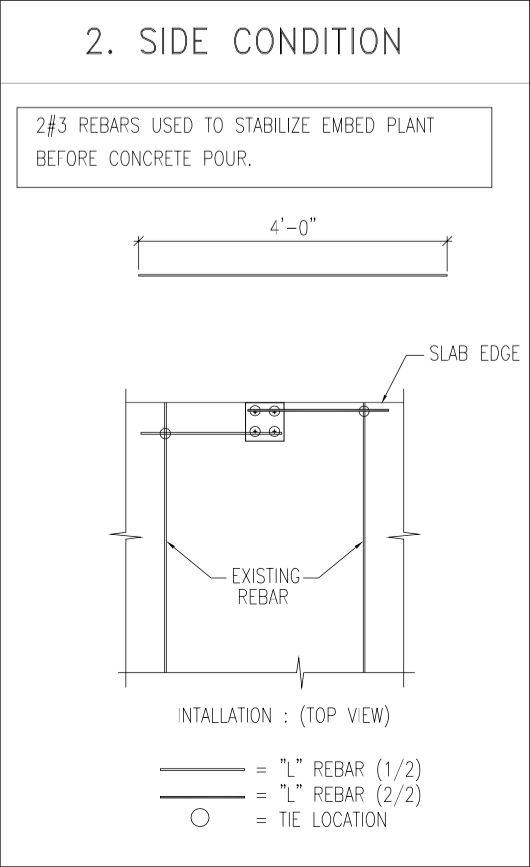 2. SIDE CONDITION
2#3 REBARS USED TO STABILIZE EMBED PLANT
BEFORE CONCRETE POUR.
4'-0"
SLAB EDGE
EXISTING
REBAR
INTALLATION : (TOP VIEW)
= "L" REBAR (1/2)
= "L" REBAR (2/2)
= TIE LOCATION